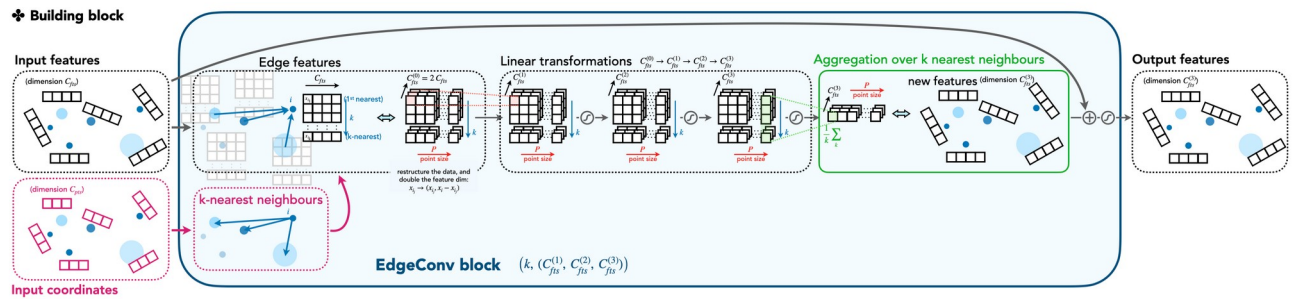 ✤ Building block
Input features
(dimension C_fts)
Input coordinates
(dimension C_pts)
Edge features
C_fts
i
(1st nearest)
k
(k-nearest)
C_fts^(0) = 2 C_fts
k
P
point size
restructure the data, and
double the feature dim:
k-nearest neighbours
i
Linear transformations C_fts^(0) → C_fts^(1) → C_fts^(2) → C_fts^(3)
C_fts^(1)
k
P
point size
C_fts^(2)
k
P
point size
C_fts^(3)
k
P
point size
Aggregation over k nearest neighbours
C_fts^(3)
P
point size
1/k Σ_k
new features (dimension C_fts^(3))
Output features
(dimension C_fts^(3))
EdgeConv block (k, (C_fts^(1), C_fts^(2), C_fts^(3)))